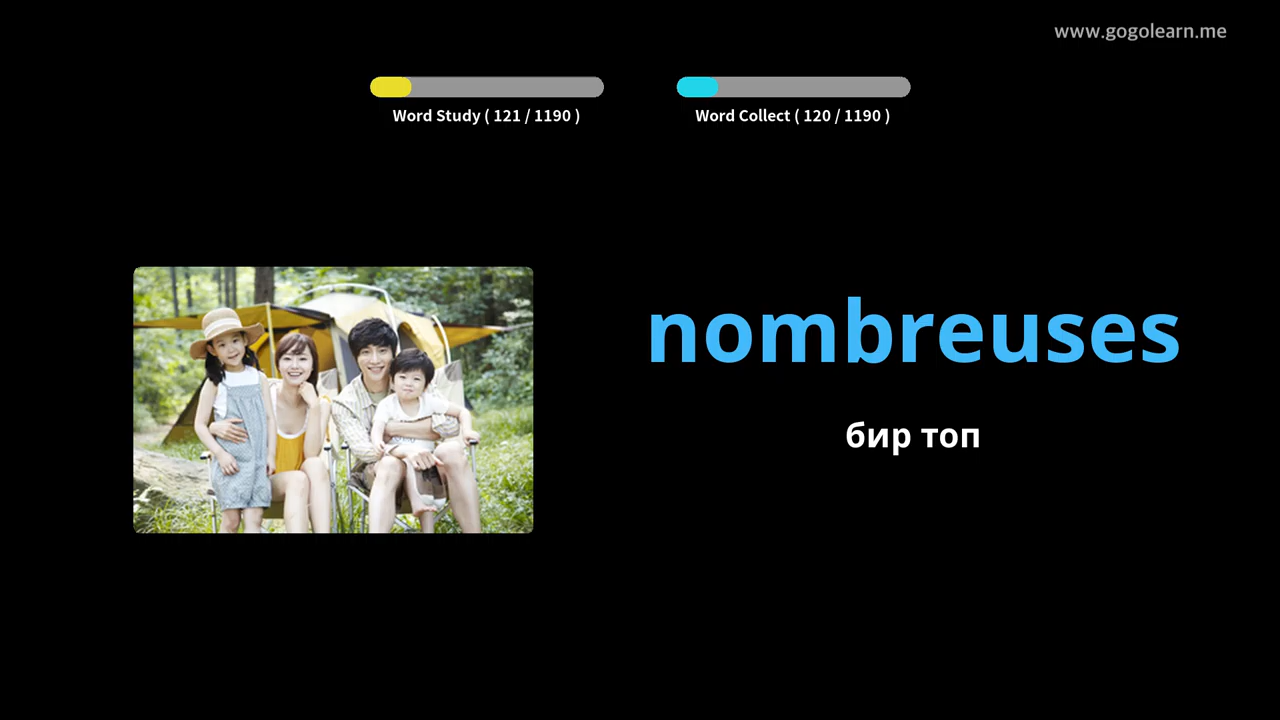 www.gogolearn.me
Word Study ( 121 / 1190 )
Word Collect ( 120 / 1190 )
nombreuses
бир топ